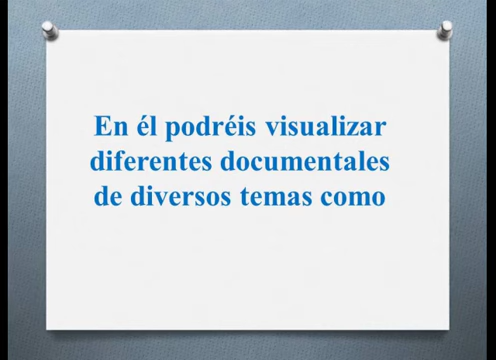 En él podréis visualizar
diferentes documentales
de diversos temas como